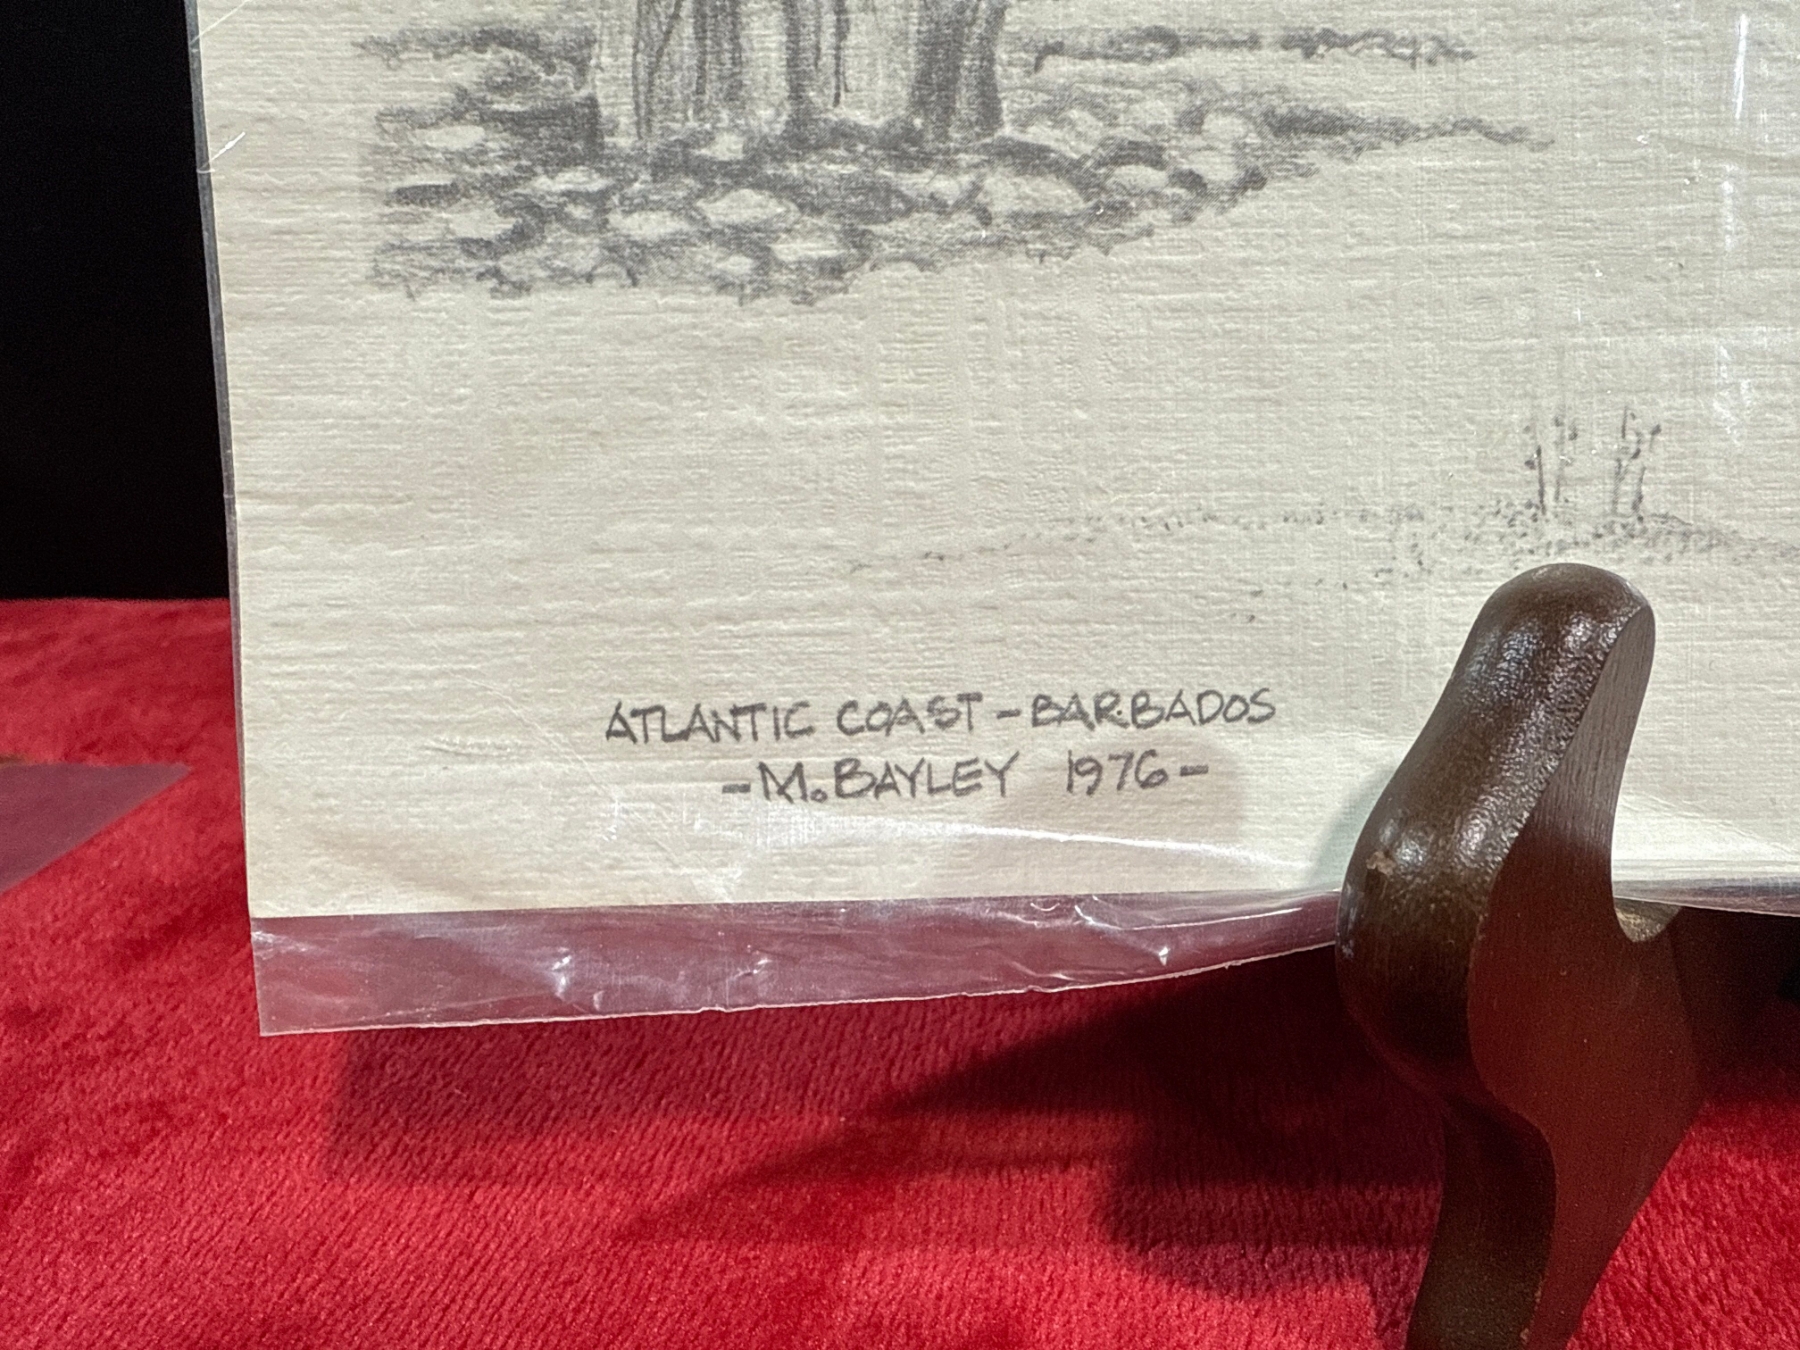 ATLANTIC COAST - BARBADOS
- M. BAYLEY 1976 -